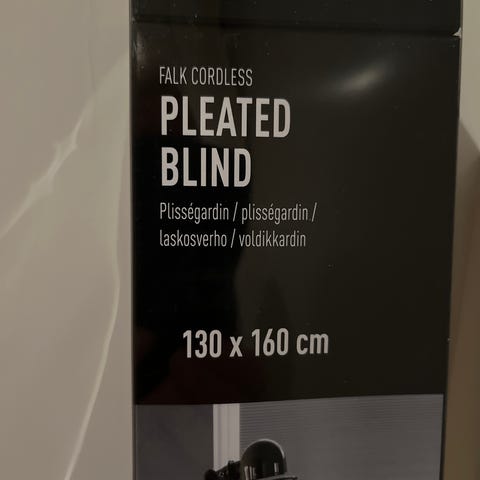 FALK CORDLESS
PLEATED
BLIND
Plisségardin / plisségardin /
laskosverho / voldikkardin
130 x 160 cm